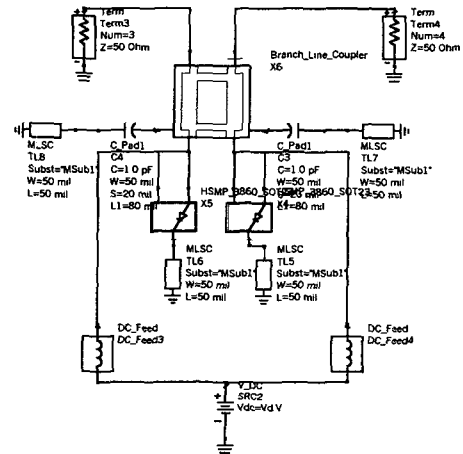 Term
Term3
Num=3
Z=50 Ohm
Term
Term4
Num=4
Z=50 Ohm
Branch_Line_Coupler
X6
MLSC
TL8
Subst="MSub1"
W=50 mil
L=50 mil
C_Pad1
C4
C=1 0 pF
W=50 mil
S=20 mil
L1=80 mil
C_Pad1
C3
C=1 0 pF
W=50 mil
L1=80 mil
MLSC
TL7
Subst="MSub1"
W=50 mil
L=50 mil
X5
MLSC
TL6
Subst="MSub1"
W=50 mil
L=50 mil
MLSC
TL5
Subst="MSub1"
W=50 mil
L=50 mil
DC_Feed
DC_Feed3
DC_Feed
DC_Feed4
V_DC
SRC2
Vdc=Vd V